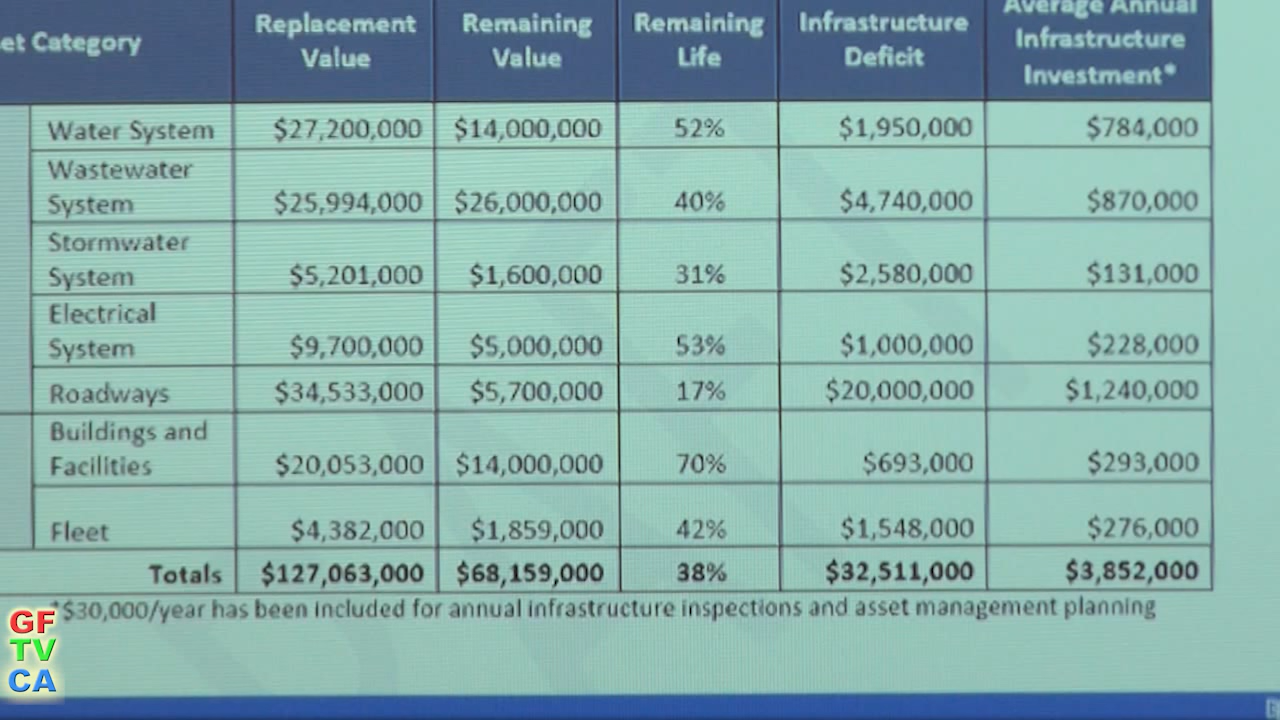 et Category
Replacement Value
Remaining Value
Remaining Life
Infrastructure Deficit
Average Annual Infrastructure Investment*
Water System $27,200,000 $14,000,000 52% $1,950,000 $784,000
Wastewater
System $25,994,000 $26,000,000 40% $4,740,000 $870,000
Stormwater
System $5,201,000 $1,600,000 31% $2,580,000 $131,000
Electrical
System $9,700,000 $5,000,000 53% $1,000,000 $228,000
Roadways $34,533,000 $5,700,000 17% $20,000,000 $1,240,000
Buildings and
Facilities $20,053,000 $14,000,000 70% $693,000 $293,000
Fleet $4,382,000 $1,859,000 42% $1,548,000 $276,000
Totals $127,063,000 $68,159,000 38% $32,511,000 $3,852,000
*$30,000/year has been included for annual infrastructure inspections and asset management planning
GF
TV
CA